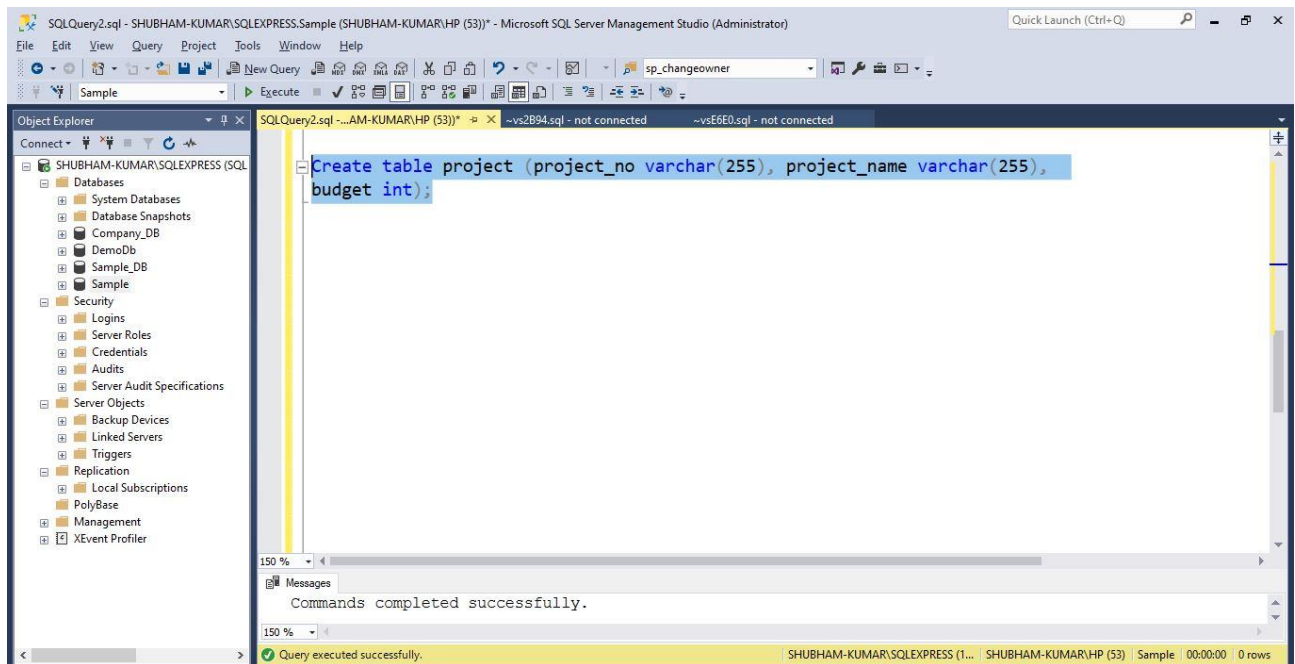 SQLQuery2.sql - SHUBHAM-KUMAR\SQLEXPRESS.Sample (SHUBHAM-KUMAR\HP (53))* - Microsoft SQL Server Management Studio (Administrator)
Quick Launch (Ctrl+Q)
File Edit View Query Project Tools Window Help
New Query MDX DMX XMLA DAX sp_changeowner
Sample Execute
Object Explorer
SQLQuery2.sql -...AM-KUMAR\HP (53))* ~vs2B94.sql - not connected ~vsE6E0.sql - not connected
Connect
SHUBHAM-KUMAR\SQLEXPRESS (SQL
Databases
System Databases
Database Snapshots
Company_DB
DemoDb
Sample_DB
Sample
Security
Logins
Server Roles
Credentials
Audits
Server Audit Specifications
Server Objects
Backup Devices
Linked Servers
Triggers
Replication
Local Subscriptions
PolyBase
Management
XEvent Profiler
Create table project (project_no varchar(255), project_name varchar(255),
budget int);
150 %
Messages
Commands completed successfully.
150 %
Query executed successfully. SHUBHAM-KUMAR\SQLEXPRESS (1... SHUBHAM-KUMAR\HP (53) Sample 00:00:00 0 rows